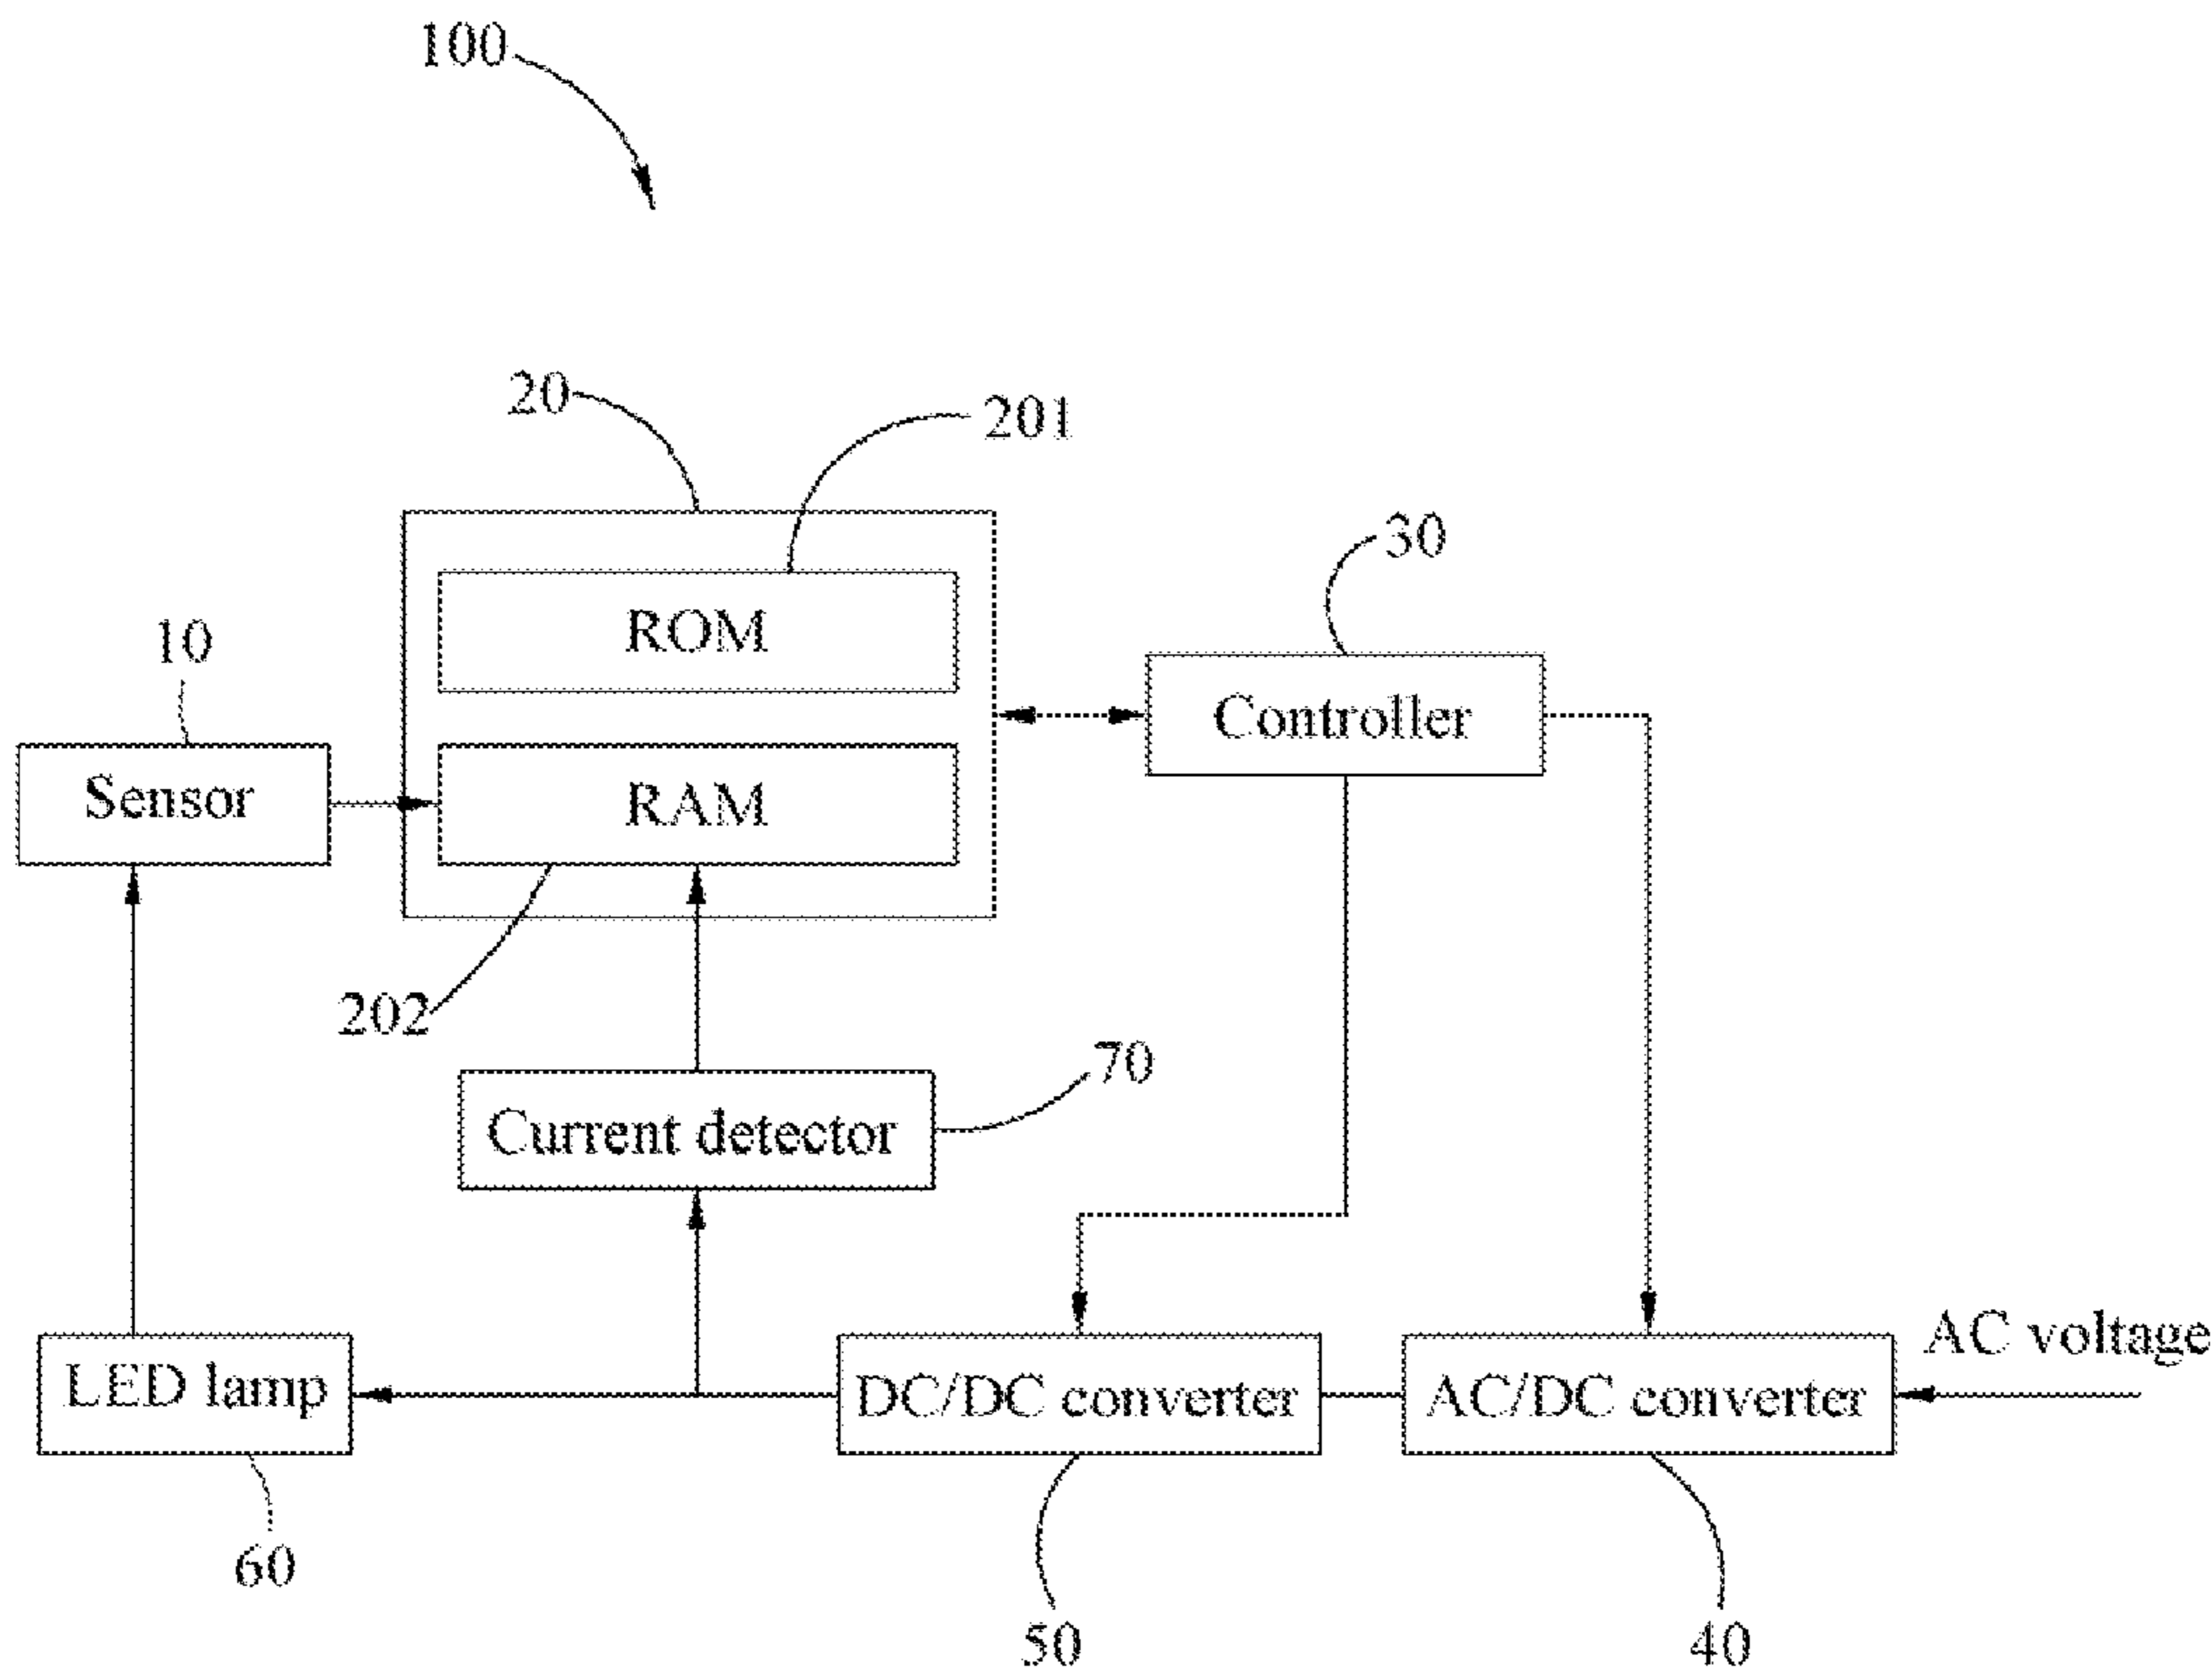 100
20
201
30
ROM
10
Controller
Sensor
RAM
202
70
Current detector
AC voltage
LED lamp
DC/DC converter
AC/DC converter
60
50
40